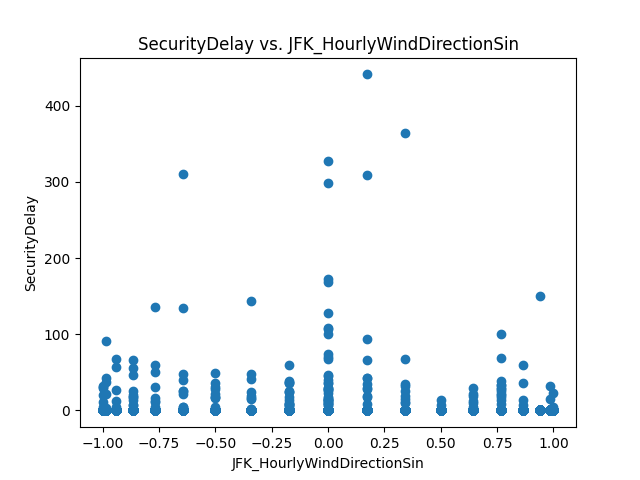 SecurityDelay vs. JFK_HourlyWindDirectionSin
SecurityDelay
400
300
200
100
0
−1.00 −0.75 −0.50 −0.25 0.00 0.25 0.50 0.75 1.00
JFK_HourlyWindDirectionSin